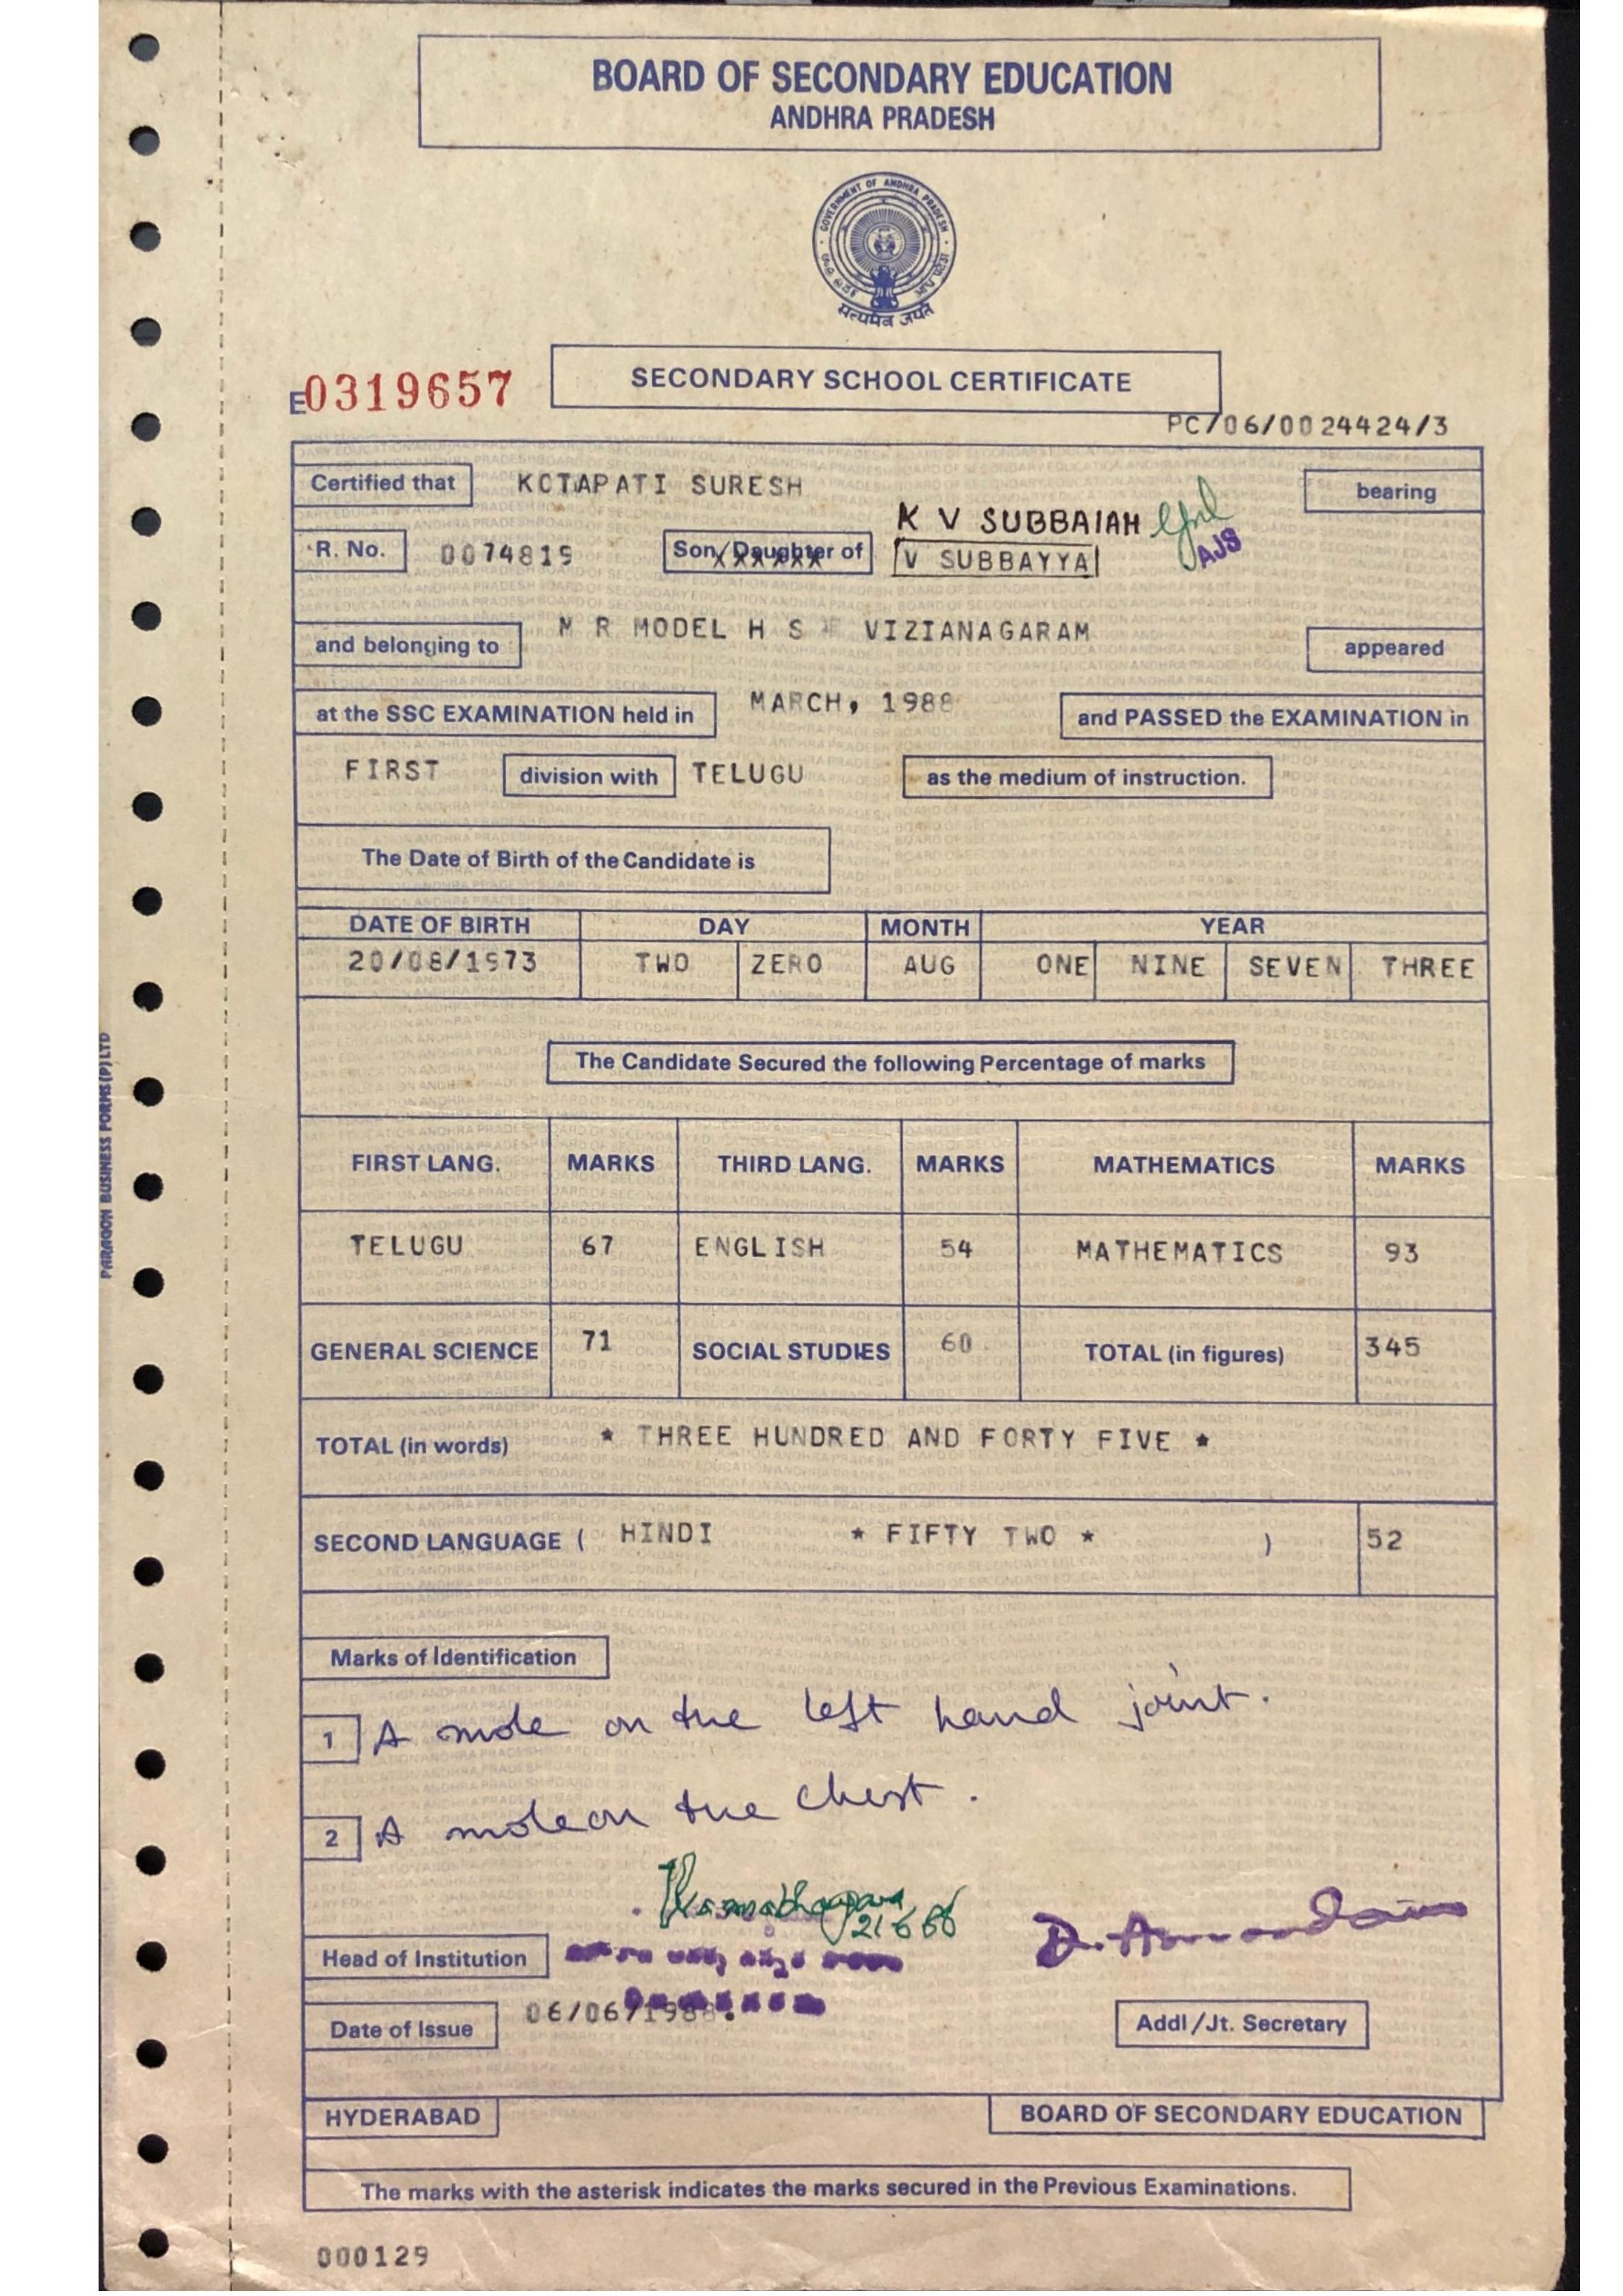 BOARD OF SECONDARY EDUCATION
ANDHRA PRADESH
GOVERNMENT OF ANDHRA PRADESH
सत्यमेव जयते
E0319657
SECONDARY SCHOOL CERTIFICATE
PC/06/0024424/3
Certified that KOTAPATI SURESH bearing
K V SUBBAIAH
AJS
R. No. 0074819 Son/Daughter of V SUBBAYYA
and belonging to M R MODEL H S VIZIANAGARAM appeared
at the SSC EXAMINATION held in MARCH, 1988 and PASSED the EXAMINATION in
FIRST division with TELUGU as the medium of instruction.
The Date of Birth of the Candidate is
DATE OF BIRTH DAY MONTH YEAR
20/08/1973 TWO ZERO AUG ONE NINE SEVEN THREE
The Candidate Secured the following Percentage of marks
FIRST LANG. MARKS THIRD LANG. MARKS MATHEMATICS MARKS
TELUGU 67 ENGLISH 54 MATHEMATICS 93
GENERAL SCIENCE 71 SOCIAL STUDIES 60 TOTAL (in figures) 345
TOTAL (in words) * THREE HUNDRED AND FORTY FIVE *
SECOND LANGUAGE ( HINDI * FIFTY TWO * ) 52
Marks of Identification
1 A mole on the left hand joint.
2 A mole on the chest.
Head of Institution
Date of Issue 06/06/1988. Addl/Jt. Secretary
HYDERABAD BOARD OF SECONDARY EDUCATION
The marks with the asterisk indicates the marks secured in the Previous Examinations.
000129
PARAGON BUSINESS FORMS (P) LTD